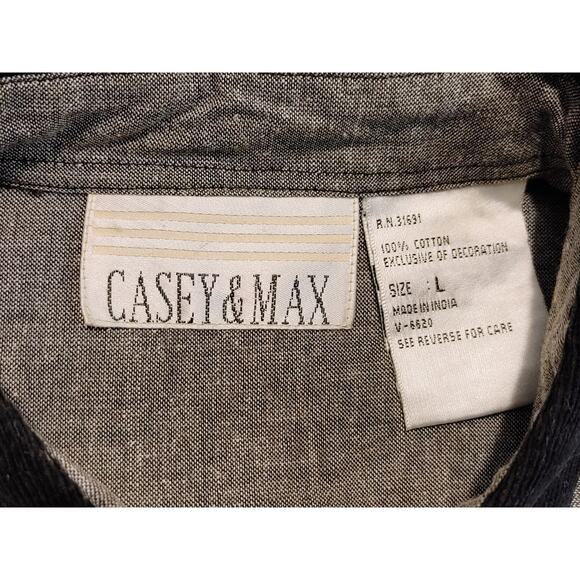 CASEY & MAX
R.N.31691
100% COTTON
EXCLUSIVE OF DECORATION
SIZE : L
MADE IN INDIA
V-6620
SEE REVERSE FOR CARE